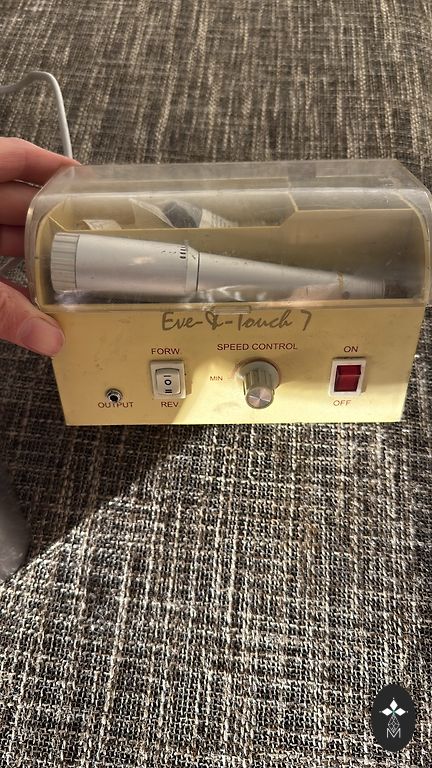 Eve-&-Touch 7
FORW.
SPEED CONTROL
ON
MIN
OUTPUT
REV.
OFF